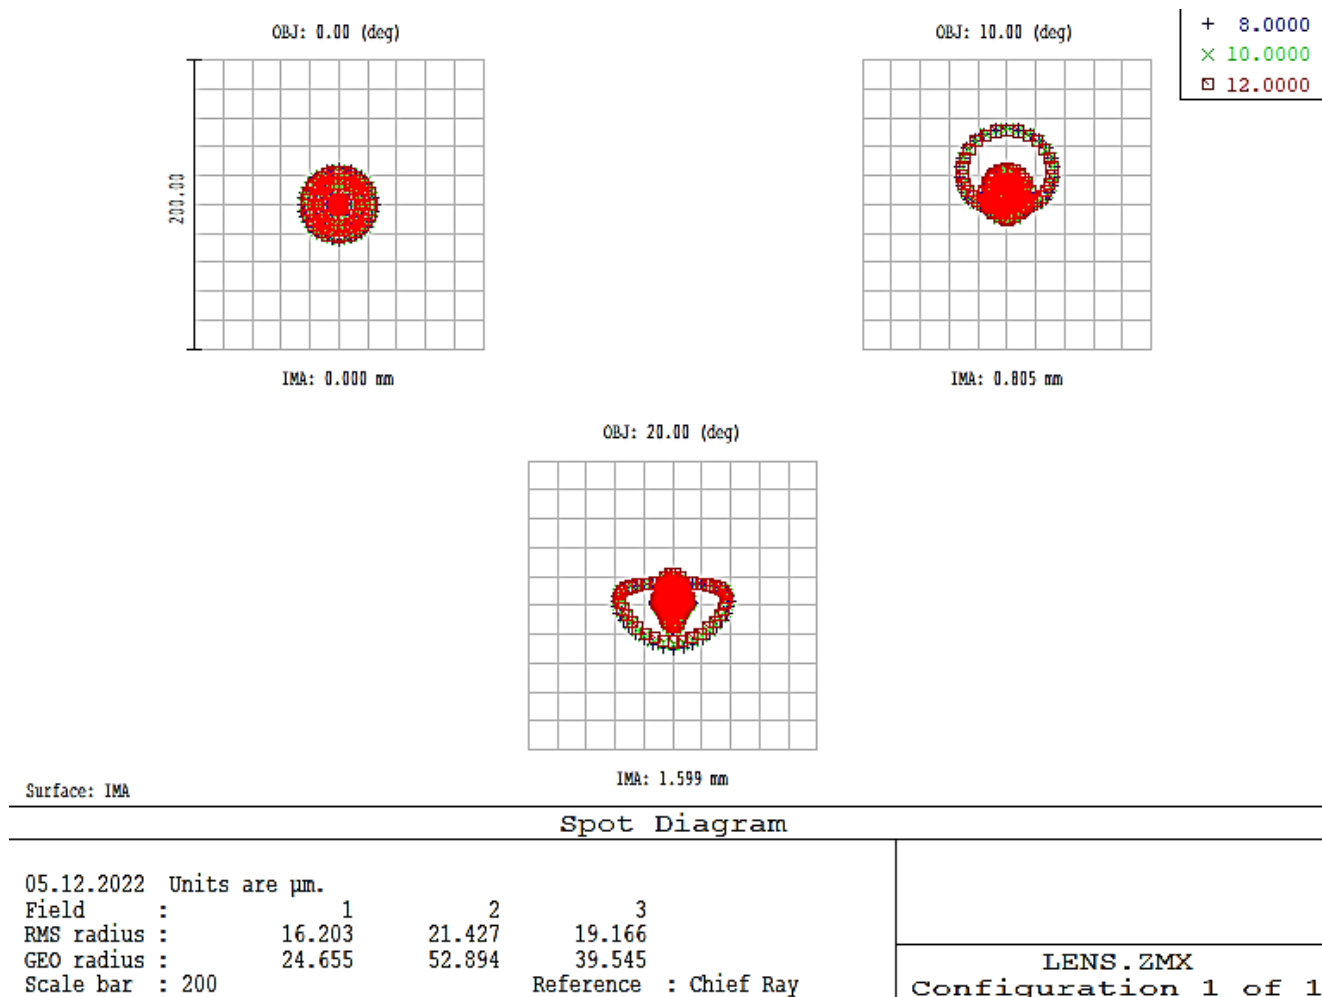 OBJ: 0.00 (deg)
OBJ: 10.00 (deg)
+ 8.0000
× 10.0000
12.0000
200.00
IMA: 0.000 mm
IMA: 0.805 mm
OBJ: 20.00 (deg)
IMA: 1.599 mm
Surface: IMA
Spot Diagram
05.12.2022 Units are µm.
Field : 1 2 3
RMS radius : 16.203 21.427 19.166
GEO radius : 24.655 52.894 39.545
Scale bar : 200 Reference : Chief Ray
LENS.ZMX
Configuration 1 of 1